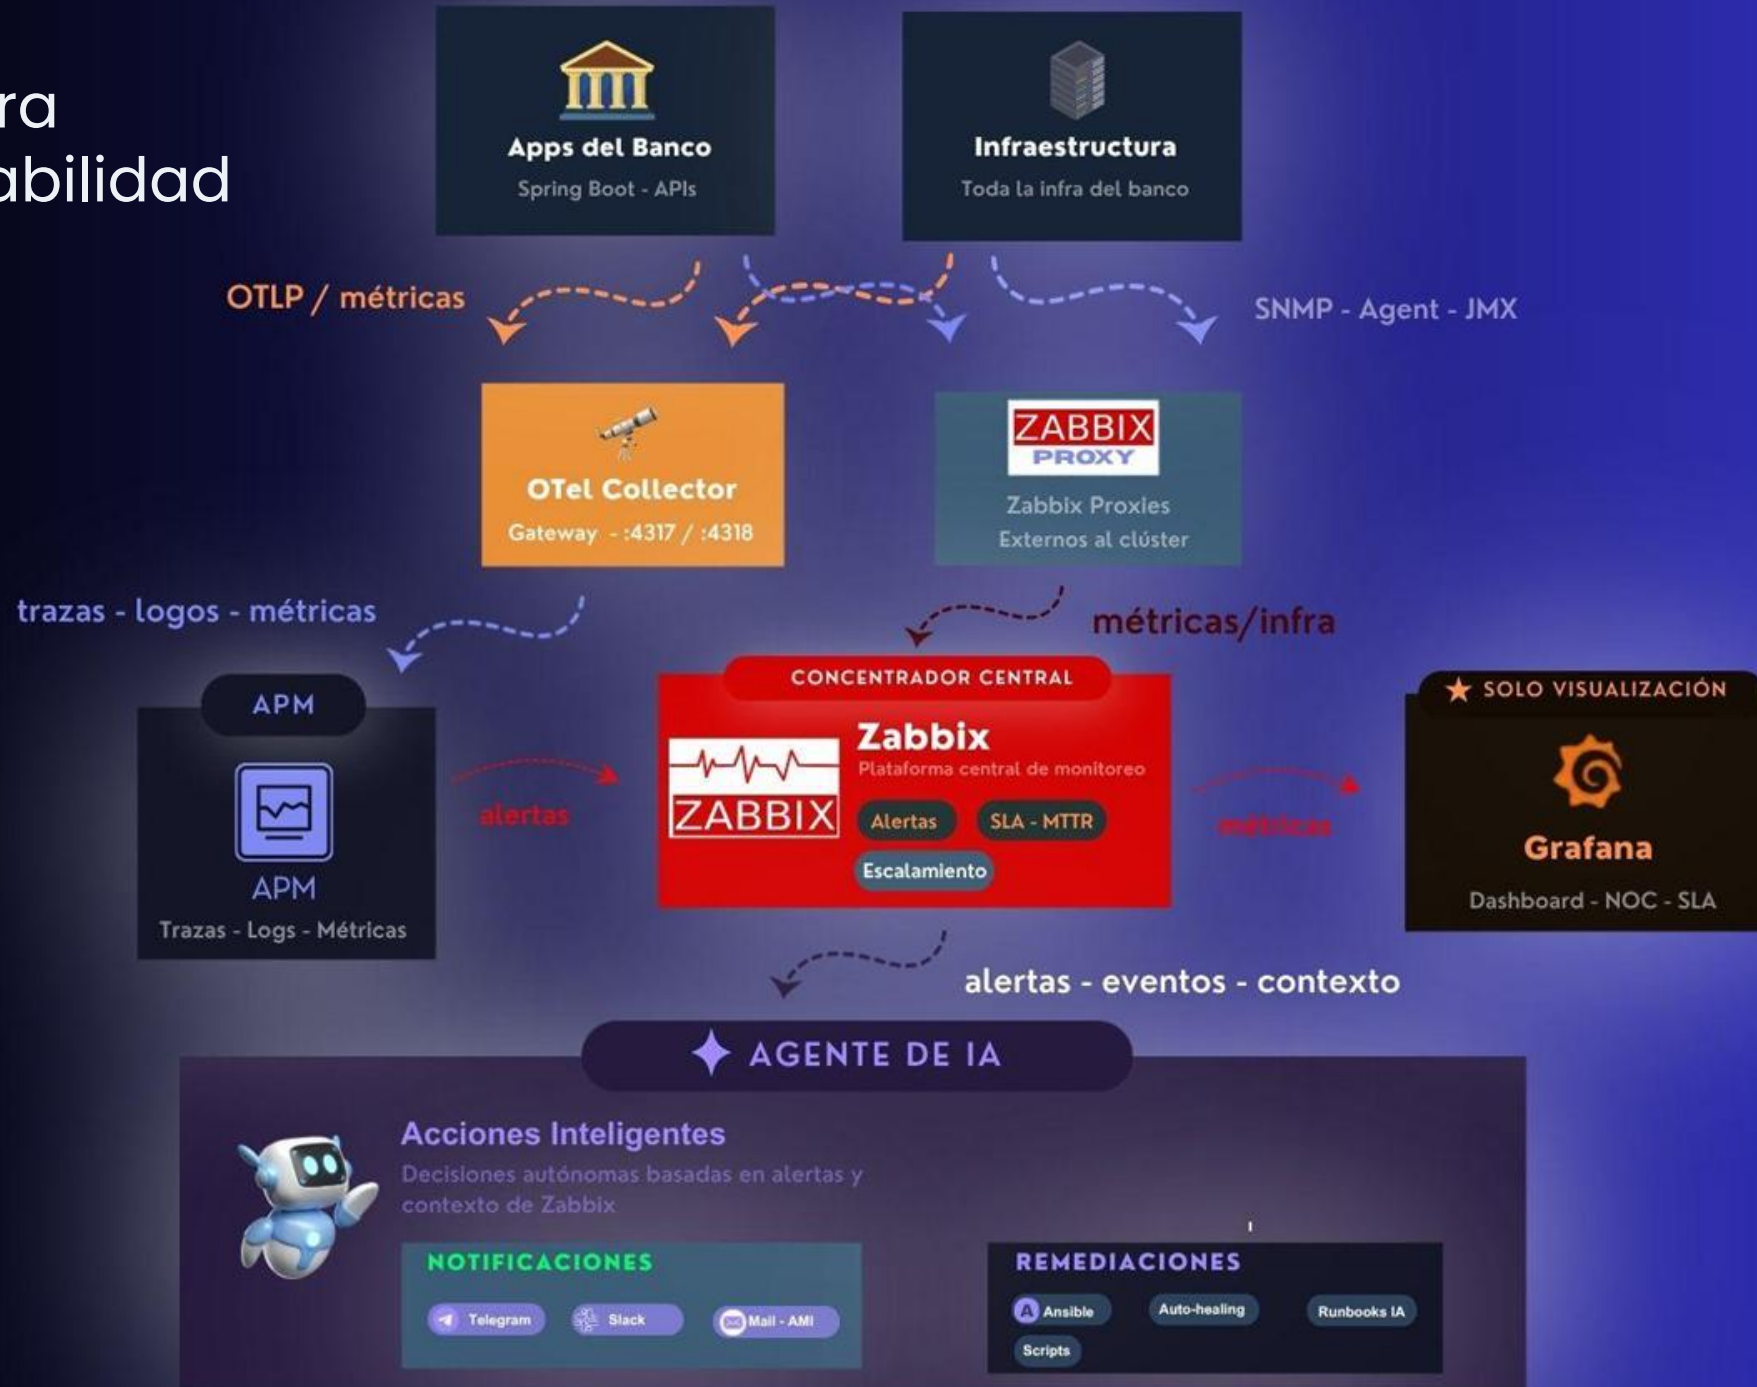 ra
abilidad
Apps del Banco
Spring Boot - APIs
Infraestructura
Toda la infra del banco
OTLP / métricas
SNMP - Agent - JMX
OTel Collector
Gateway - :4317 / :4318
ZABBIX
PROXY
Zabbix Proxies
Externos al clúster
trazas - logos - métricas
métricas/infra
APM
APM
Trazas - Logs - Métricas
alertas
CONCENTRADOR CENTRAL
ZABBIX
Zabbix
Plataforma central de monitoreo
Alertas
SLA - MTTR
Escalamiento
métricas
★ SOLO VISUALIZACIÓN
Grafana
Dashboard - NOC - SLA
alertas - eventos - contexto
AGENTE DE IA
Acciones Inteligentes
Decisiones autónomas basadas en alertas y
contexto de Zabbix
NOTIFICACIONES
Telegram
Slack
Mail - AMI
REMEDIACIONES
A Ansible
Auto-healing
Runbooks IA
Scripts